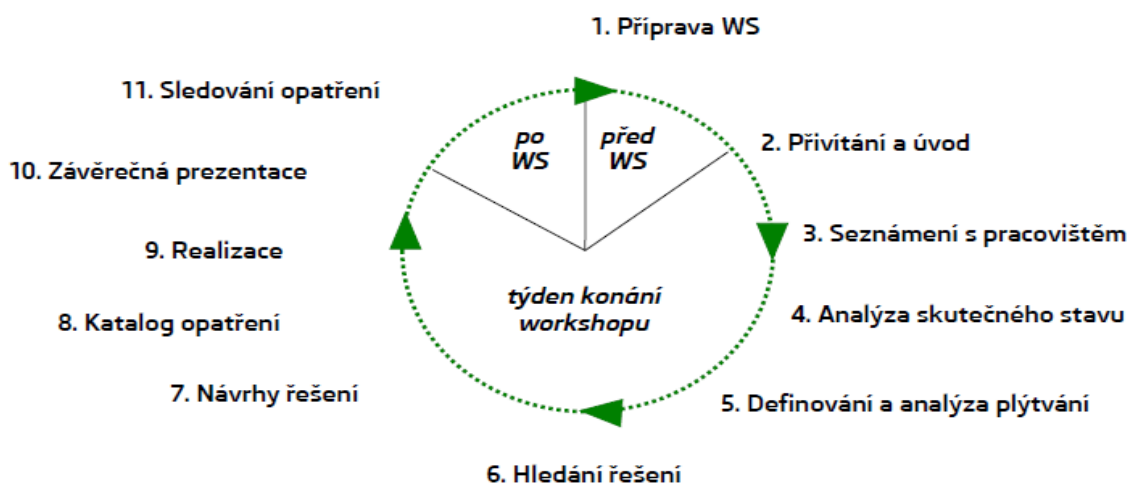 1. Příprava WS
11. Sledování opatření
po
WS
před
WS
2. Přivítání a úvod
10. Závěrečná prezentace
3. Seznámení s pracovištěm
9. Realizace
týden konání
workshopu
4. Analýza skutečného stavu
8. Katalog opatření
7. Návrhy řešení
5. Definování a analýza plýtvání
6. Hledání řešení